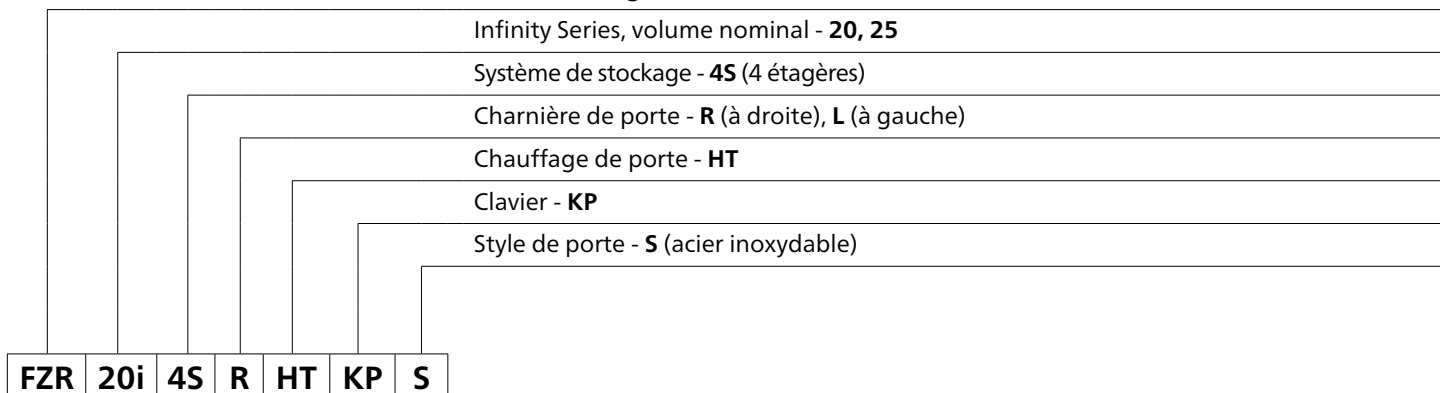 Infinity Series, volume nominal - 20, 25
Système de stockage - 4S (4 étagères)
Charnière de porte - R (à droite), L (à gauche)
Chauffage de porte - HT
Clavier - KP
Style de porte - S (acier inoxydable)
FZR 20i 4S R HT KP S